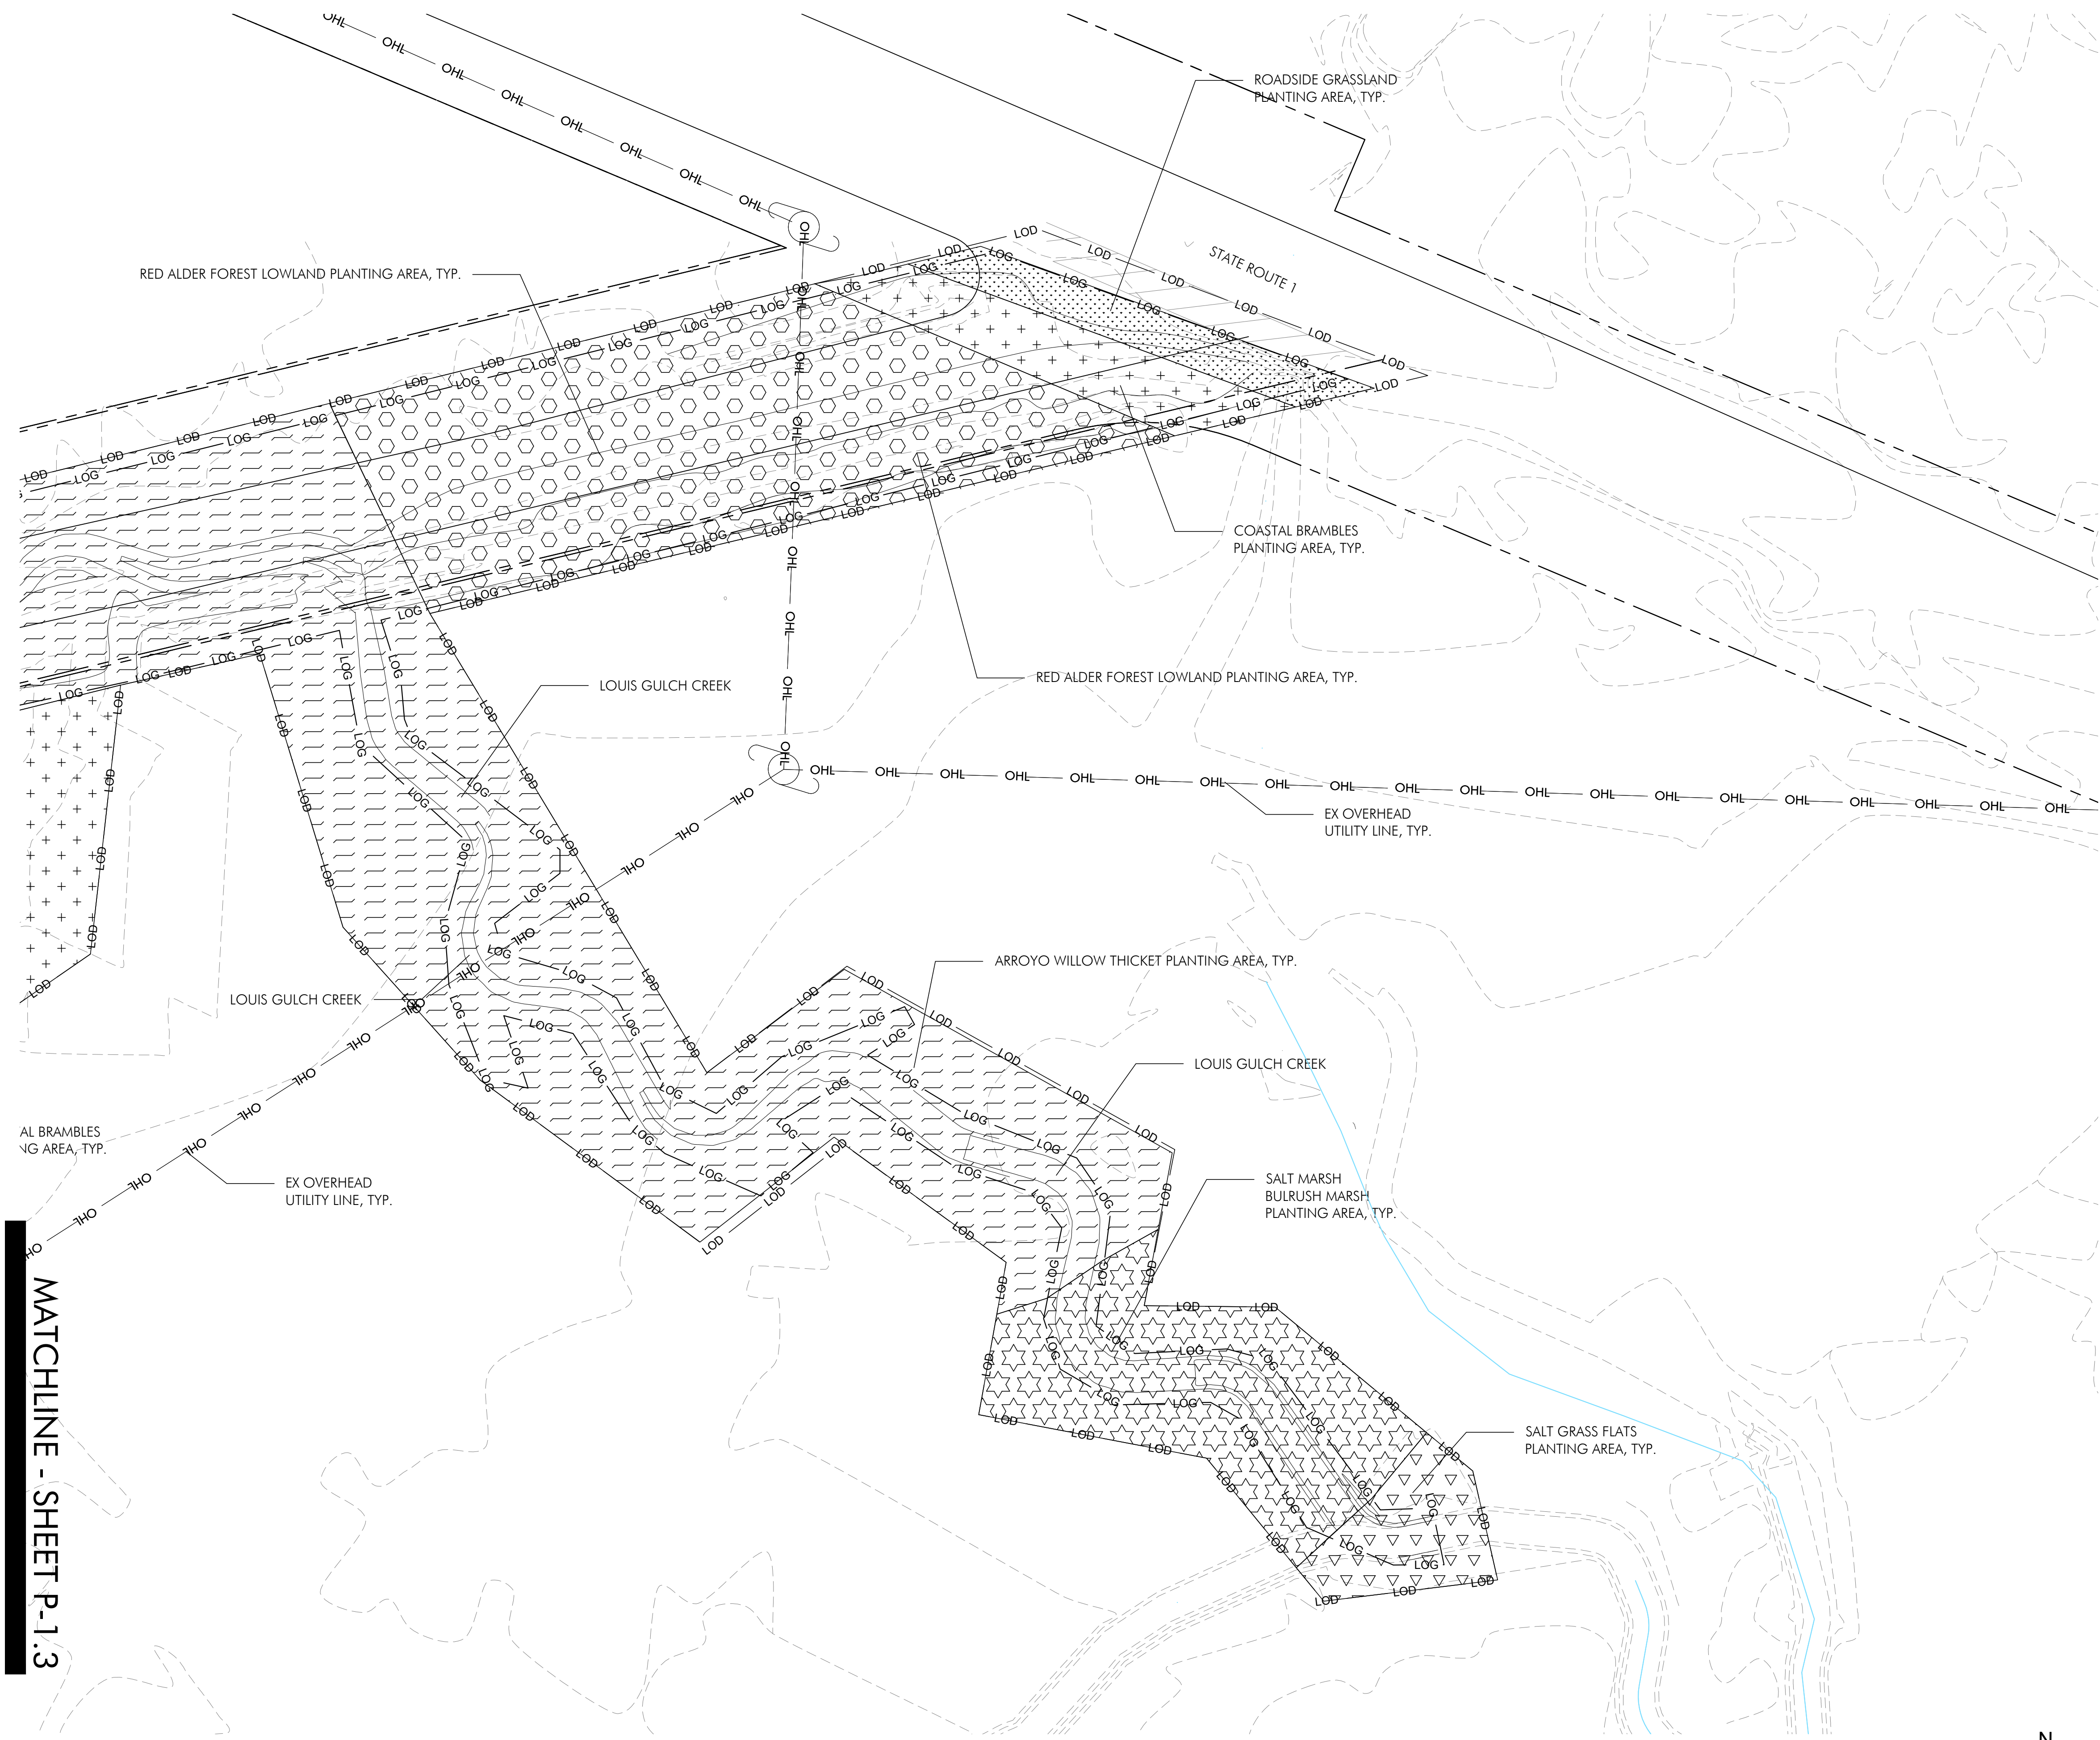 ROADSIDE GRASSLAND
PLANTING AREA, TYP.
STATE ROUTE 1
RED ALDER FOREST LOWLAND PLANTING AREA, TYP.
COASTAL BRAMBLES
PLANTING AREA, TYP.
RED ALDER FOREST LOWLAND PLANTING AREA, TYP.
LOUIS GULCH CREEK
EX OVERHEAD
UTILITY LINE, TYP.
ARROYO WILLOW THICKET PLANTING AREA, TYP.
LOUIS GULCH CREEK
LOUIS GULCH CREEK
AL BRAMBLES
NG AREA, TYP.
EX OVERHEAD
UTILITY LINE, TYP.
SALT MARSH
BULRUSH MARSH
PLANTING AREA, TYP.
SALT GRASS FLATS
PLANTING AREA, TYP.
MATCHLINE - SHEET P-1.3
OHL
LOD
LOG
N